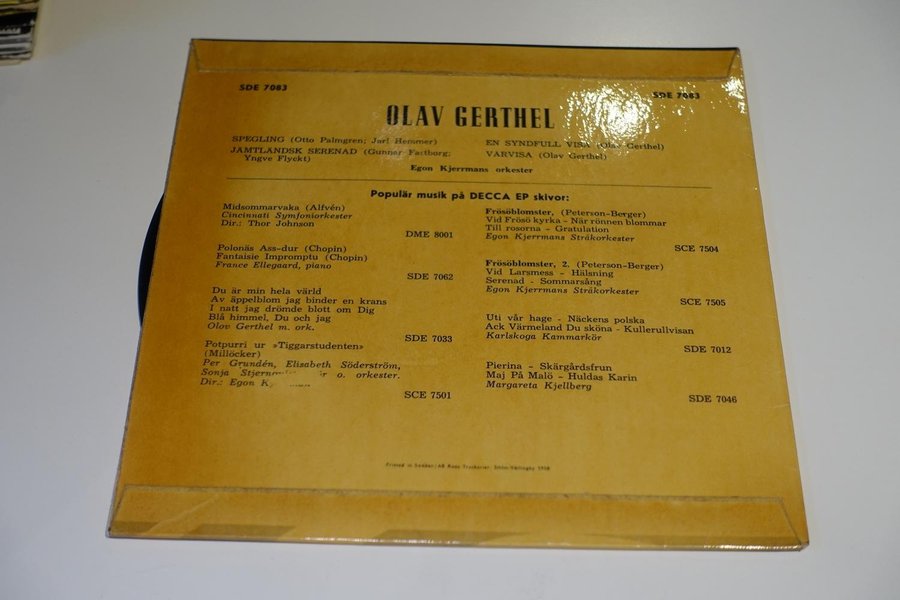 SDE 7083
SDE 7083
OLAV GERTHEL
SPEGLING (Otto Palmgren; Jarl Hemmer)
JÄMTLANDSK SERENAD (Gunnar Fastborg;
Yngve Flyckt)
EN SYNDFULL VISA (Olav Gerthel)
VÅRVISA (Olav Gerthel)
Egon Kjerrmans orkester
Populär musik på DECCA EP skivor:
Midsommarvaka (Alfvén)
Cincinnati Symfoniorkester
Dir.: Thor Johnson
DME 8001
Polonäs Ass-dur (Chopin)
Fantaisie Impromptu (Chopin)
France Ellegaard, piano
SDE 7062
Du är min hela värld
Av äppelblom jag binder en krans
I natt jag drömde blott om Dig
Blå himmel, Du och jag
Olov Gerthel m. ork.
SDE 7033
Potpurri ur »Tiggarstudenten»
(Millöcker)
Per Grundén, Elisabeth Söderström,
Sonja o. orkester.
Dir.: Egon
SCE 7501
Frösöblomster, (Peterson-Berger)
Vid Frösö kyrka - När rönnen blommar
Till rosorna - Gratulation
Egon Kjerrmans Stråkorkester
SCE 7504
Frösöblomster, 2. (Peterson-Berger)
Vid Larsmess - Hälsning
Serenad - Sommarsång
Egon Kjerrmans Stråkorkester
SCE 7505
Uti vår hage - Näckens polska
Ack Värmeland Du sköna - Kullerullvisan
Karlskoga Kammarkör
SDE 7012
Pierina - Skärgårdsfrun
Maj På Malö - Huldas Karin
Margareta Kjellberg
SDE 7046
Printed in Sweden